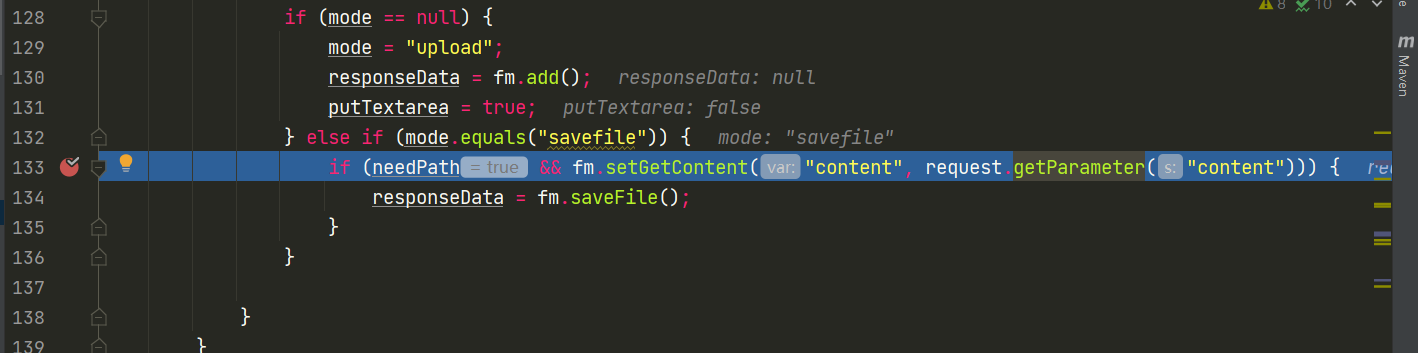 128 if (mode == null) { 8 10
129 mode = "upload"; m
130 responseData = fm.add(); responseData: null Maven
131 putTextarea = true; putTextarea: false
132 } else if (mode.equals("savefile")) { mode: "savefile"
133 if (needPath = true && fm.setGetContent( var: "content", request.getParameter( s: "content"))) {
134 responseData = fm.saveFile();
135 }
136 }
137
138 }
139 }